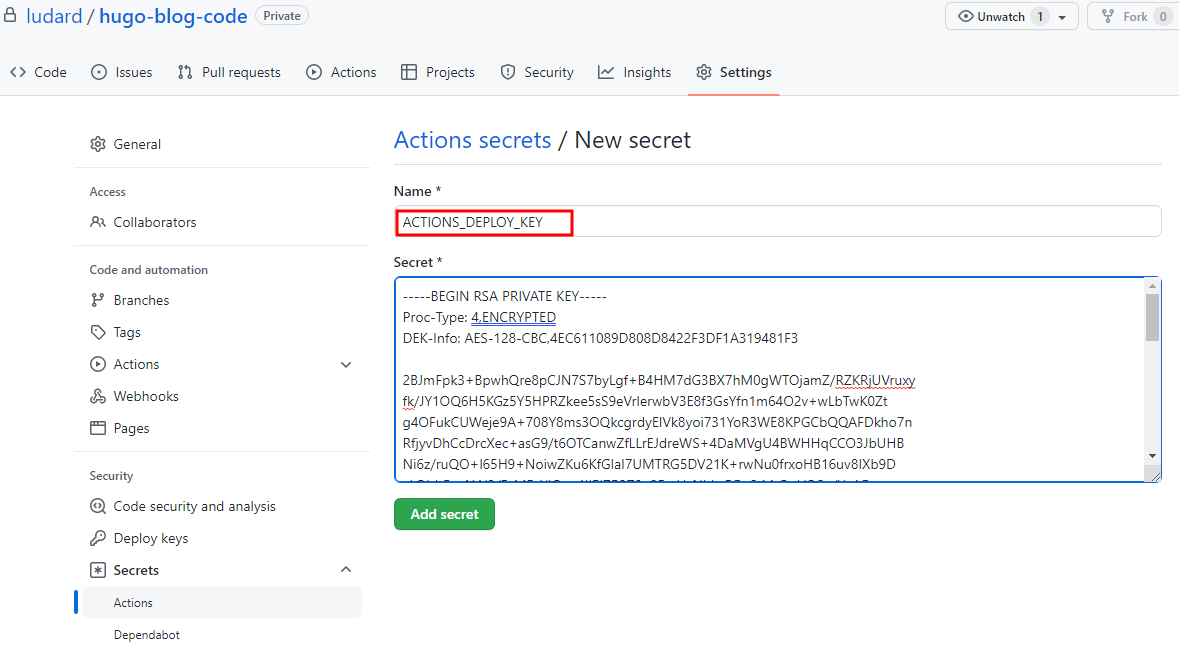 ludard / hugo-blog-code Private
Unwatch 1
Fork 0
Code
Issues
Pull requests
Actions
Projects
Security
Insights
Settings
General
Access
Collaborators
Code and automation
Branches
Tags
Actions
Webhooks
Pages
Security
Code security and analysis
Deploy keys
Secrets
Actions
Dependabot
Actions secrets / New secret
Name *
ACTIONS_DEPLOY_KEY
Secret *
-----BEGIN RSA PRIVATE KEY-----
Proc-Type: 4,ENCRYPTED
DEK-Info: AES-128-CBC,4EC611089D808D8422F3DF1A319481F3
2BJmFpk3+BpwhQre8pCJN7S7byLgf+B4HM7dG3BX7hM0gWTOjamZ/RZKRjUVruxy
fk/JY1OQ6H5KGz5Y5HPRZkee5sS9eVrlerwbV3E8f3GsYfn1m64O2v+wLbTwK0Zt
g4OFukCUWeje9A+708Y8ms3OQkcgrdyEIVk8yoi731YoR3WE8KPGCbQQAFDkho7n
RfjyvDhCcDrcXec+asG9/t6OTCanwZfLLrEJdreWS+4DaMVgU4BWHHqCCO3JbUHB
Ni6z/ruQO+I65H9+NoiwZKu6KfGlaI7UMTRG5DV21K+rwNu0frxoHB16uv8IXb9D
Add secret